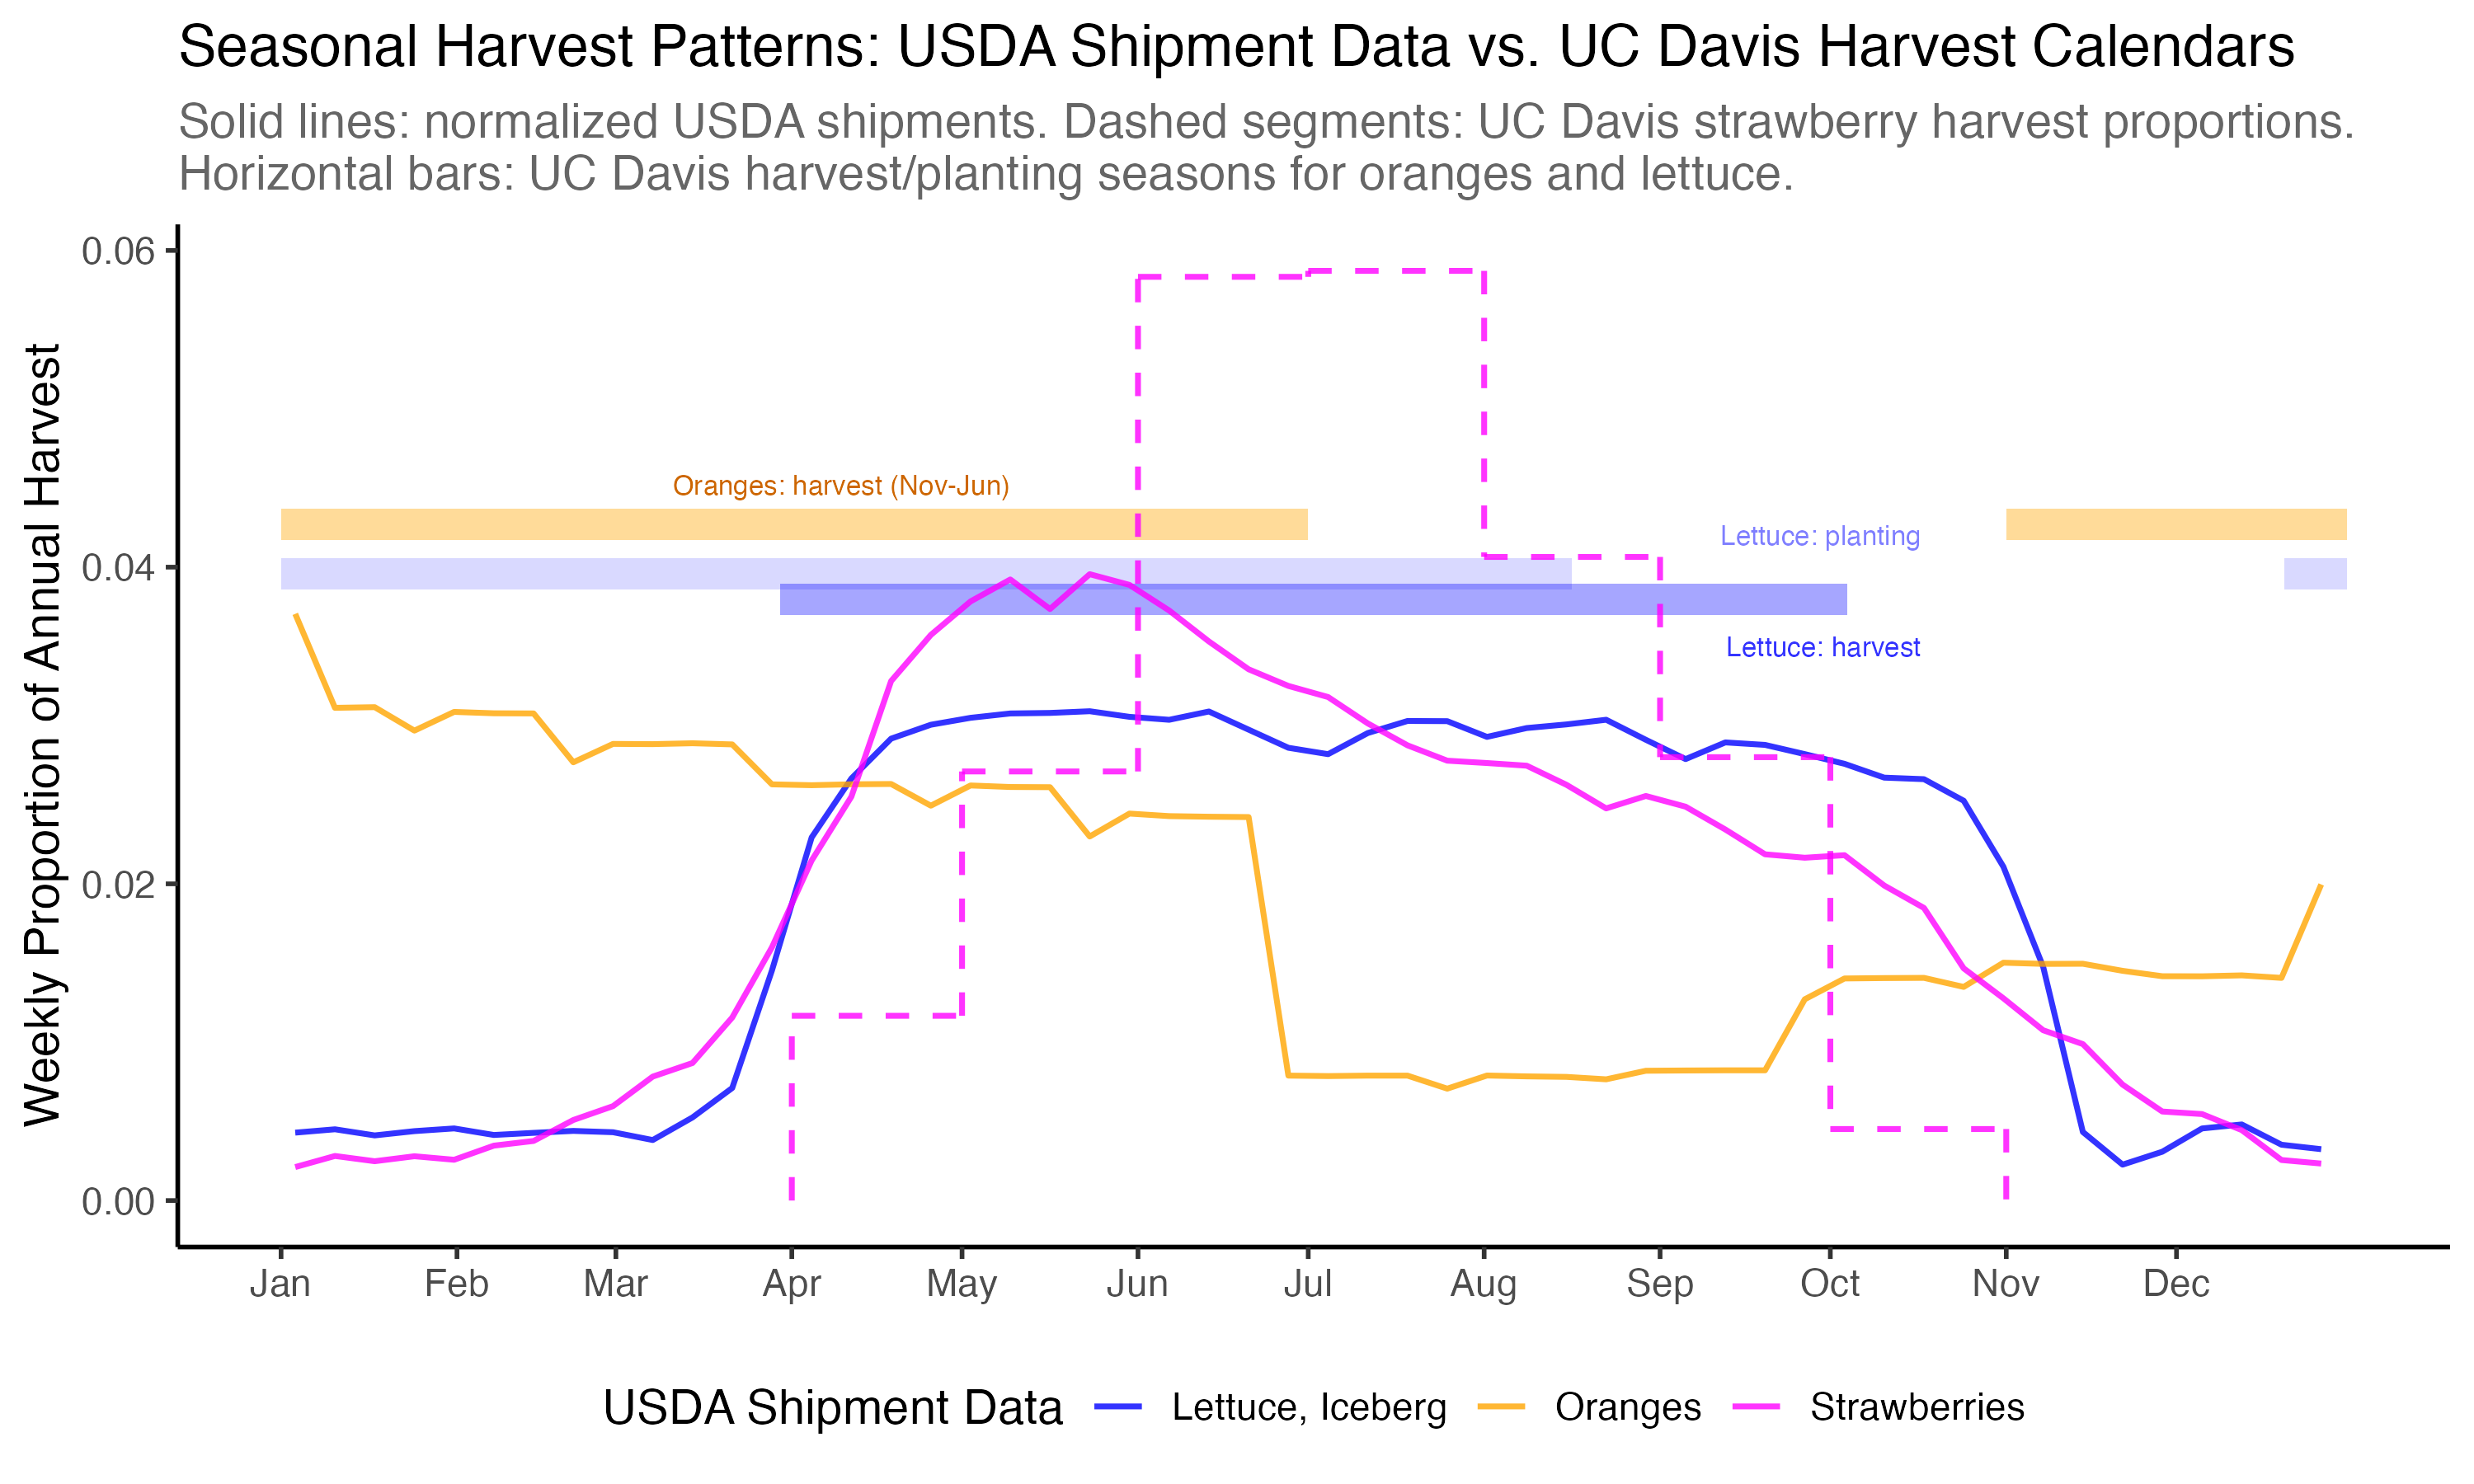 Seasonal Harvest Patterns: USDA Shipment Data vs. UC Davis Harvest Calendars
Solid lines: normalized USDA shipments. Dashed segments: UC Davis strawberry harvest proportions.
Horizontal bars: UC Davis harvest/planting seasons for oranges and lettuce.
Weekly Proportion of Annual Harvest
0.06
0.04
0.02
0.00
Oranges: harvest (Nov-Jun)
Lettuce: planting
Lettuce: harvest
Jan Feb Mar Apr May Jun Jul Aug Sep Oct Nov Dec
USDA Shipment Data Lettuce, Iceberg Oranges Strawberries